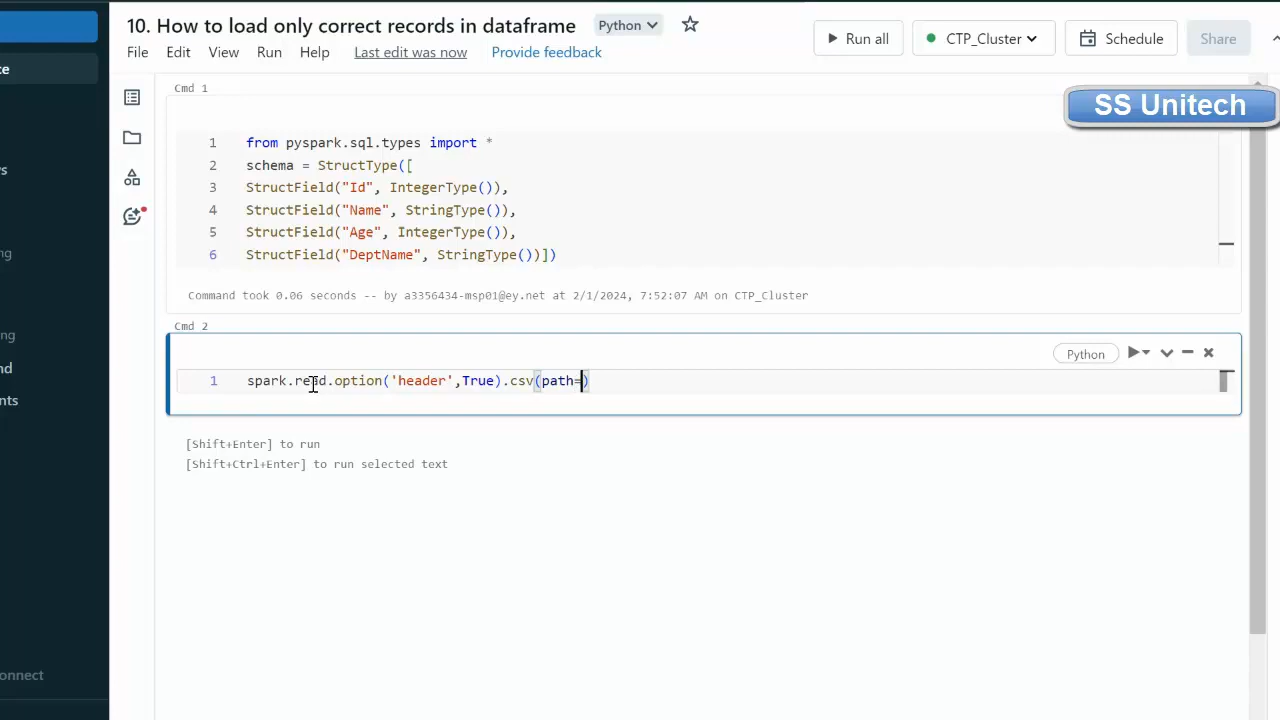 10. How to load only correct records in dataframe Python
File Edit View Run Help Last edit was now Provide feedback
Run all CTP_Cluster Schedule Share
SS Unitech
Cmd 1
1 from pyspark.sql.types import *
2 schema = StructType([
3 StructField("Id", IntegerType()),
4 StructField("Name", StringType()),
5 StructField("Age", IntegerType()),
6 StructField("DeptName", StringType())])
Command took 0.06 seconds -- by a3356434-msp01@ey.net at 2/1/2024, 7:52:07 AM on CTP_Cluster
Cmd 2
Python
1 spark.read.option('header',True).csv(path=)
[Shift+Enter] to run
[Shift+Ctrl+Enter] to run selected text